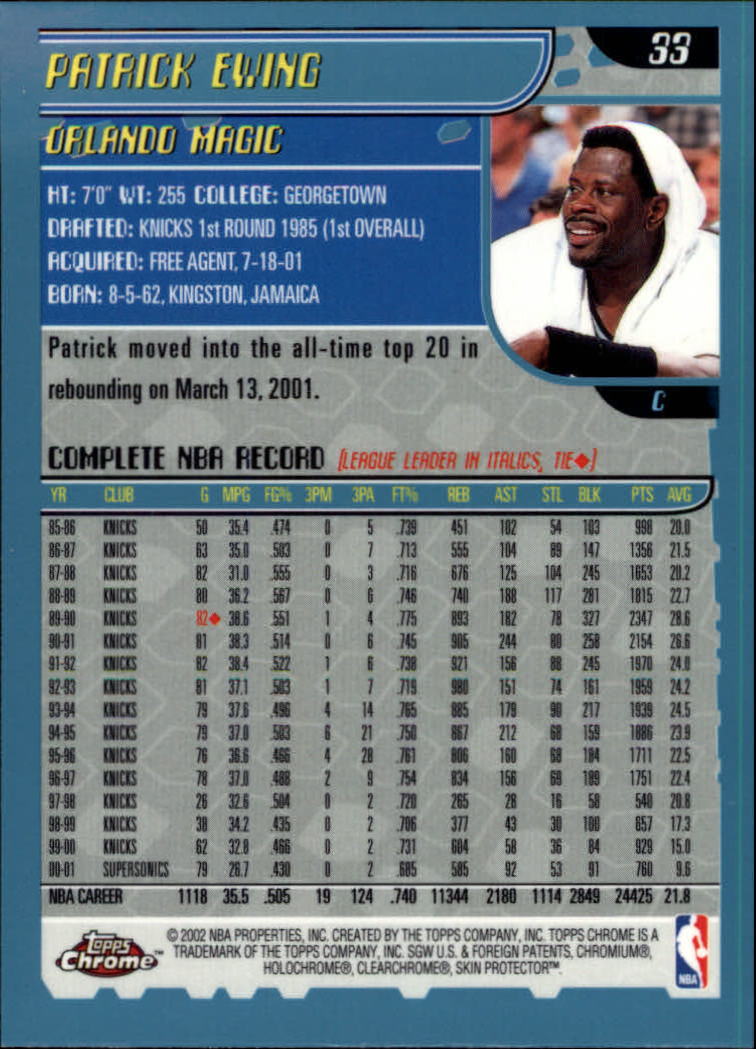 33
PATRICK EWING
ORLANDO MAGIC
HT: 7'0" WT: 255 COLLEGE: GEORGETOWN
DRAFTED: KNICKS 1st ROUND 1985 (1st OVERALL)
ACQUIRED: FREE AGENT, 7-18-01
BORN: 8-5-62, KINGSTON, JAMAICA
Patrick moved into the all-time top 20 in
rebounding on March 13, 2001.
C
COMPLETE NBA RECORD (LEAGUE LEADER IN ITALICS, TIE◆)
YR CLUB G MPG FG% 3PM 3PA FT% REB AST STL BLK PTS AVG
85-86 KNICKS 50 35.4 .474 0 5 .739 451 102 54 103 998 20.0
86-87 KNICKS 63 35.0 .503 0 7 .713 555 104 89 147 1356 21.5
87-88 KNICKS 82 31.0 .555 0 3 .716 676 125 104 245 1653 20.2
88-89 KNICKS 80 36.2 .567 0 6 .746 740 188 117 281 1815 22.7
89-90 KNICKS 82◆ 38.6 .551 1 4 .775 893 182 78 327 2347 28.6
90-91 KNICKS 81 38.3 .514 0 6 .745 905 244 80 258 2154 26.6
91-92 KNICKS 82 38.4 .522 1 6 .738 921 156 88 245 1970 24.0
92-93 KNICKS 81 37.1 .503 1 7 .719 980 151 74 161 1959 24.2
93-94 KNICKS 79 37.6 .496 4 14 .765 885 179 90 217 1939 24.5
94-95 KNICKS 79 37.0 .503 6 21 .750 867 212 68 159 1886 23.9
95-96 KNICKS 76 36.6 .466 4 28 .761 806 160 68 184 1711 22.5
96-97 KNICKS 78 37.0 .488 2 9 .754 834 156 69 189 1751 22.4
97-98 KNICKS 26 32.6 .504 0 2 .720 265 28 16 58 540 20.8
98-99 KNICKS 38 34.2 .435 0 2 .706 377 43 30 100 657 17.3
99-00 KNICKS 62 32.8 .466 0 2 .731 604 58 36 84 929 15.0
00-01 SUPERSONICS 79 26.7 .430 0 2 .685 585 92 53 91 760 9.6
NBA CAREER 1118 35.5 .505 19 124 .740 11344 2180 1114 2849 24425 21.8
Topps Chrome™
© 2002 NBA PROPERTIES, INC. CREATED BY THE TOPPS COMPANY, INC. TOPPS CHROME IS A
TRADEMARK OF THE TOPPS COMPANY, INC. SGW U.S. & FOREIGN PATENTS, CHROMIUM®,
HOLOCHROME®, CLEARCHROME®, SKIN PROTECTOR™.
NBA